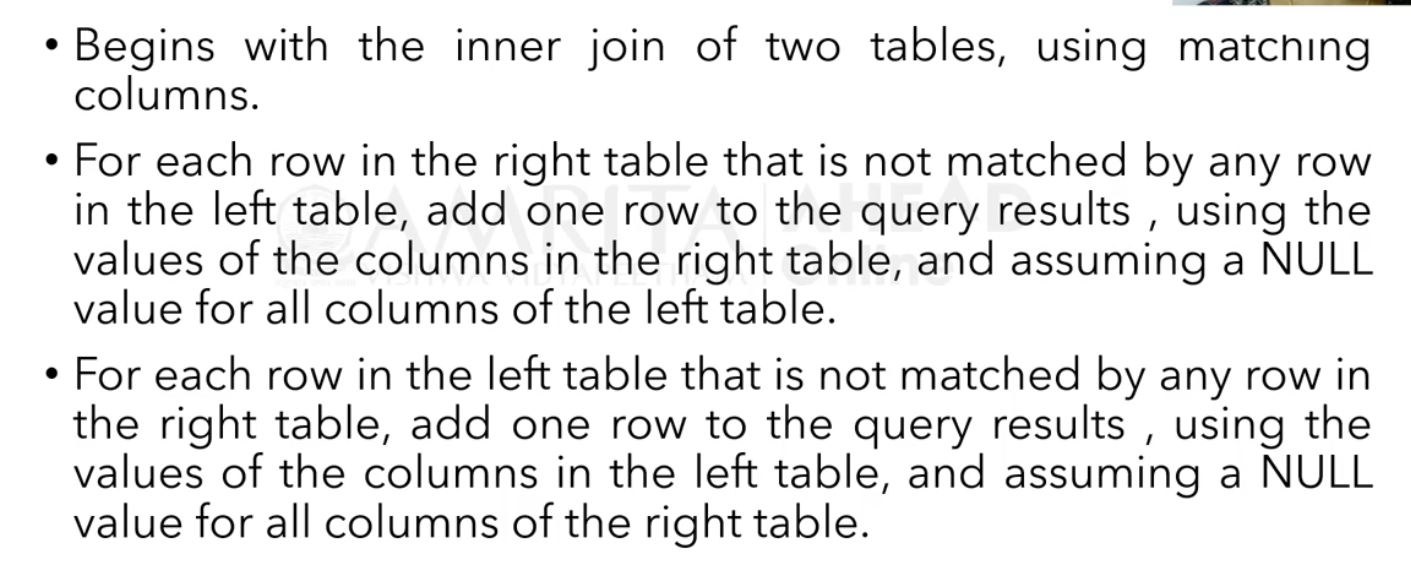 • Begins with the inner join of two tables, using matching
columns.
• For each row in the right table that is not matched by any row
in the left table, add one row to the query results , using the
values of the columns in the right table, and assuming a NULL
value for all columns of the left table.
• For each row in the left table that is not matched by any row in
the right table, add one row to the query results , using the
values of the columns in the left table, and assuming a NULL
value for all columns of the right table.
AMRITA AHEAD
VISHWA VIDYAPEETHAM Online